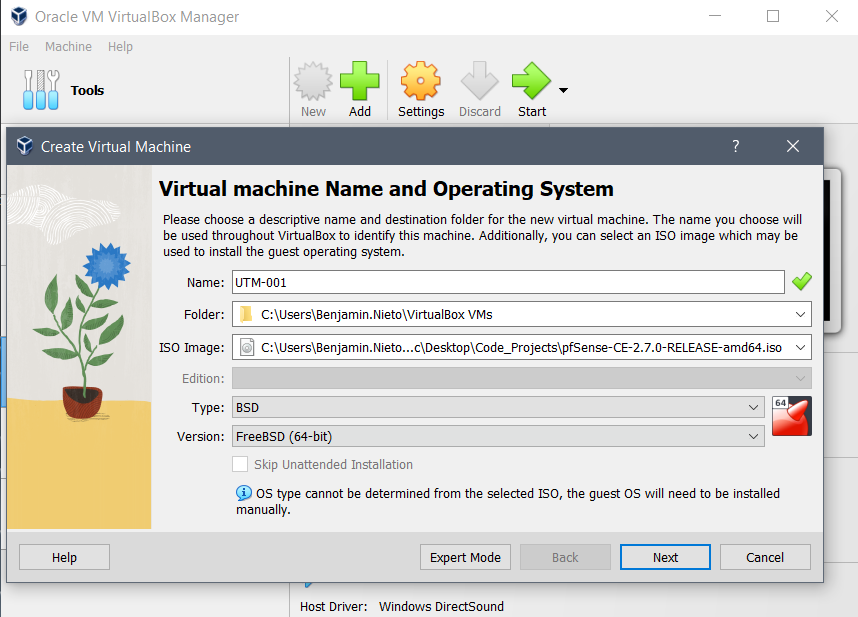 Oracle VM VirtualBox Manager
File Machine Help
Tools
New Add Settings Discard Start
Create Virtual Machine ?
Virtual machine Name and Operating System
Please choose a descriptive name and destination folder for the new virtual machine. The name you choose will
be used throughout VirtualBox to identify this machine. Additionally, you can select an ISO image which may be
used to install the guest operating system.
Name: UTM-001
Folder: C:\Users\Benjamin.Nieto\VirtualBox VMs
ISO Image: C:\Users\Benjamin.Nieto...c\Desktop\Code_Projects\pfSense-CE-2.7.0-RELEASE-amd64.iso
Edition:
Type: BSD
64
Version: FreeBSD (64-bit)
Skip Unattended Installation
OS type cannot be determined from the selected ISO, the guest OS will need to be installed
manually.
Help Expert Mode Back Next Cancel
Host Driver: Windows DirectSound